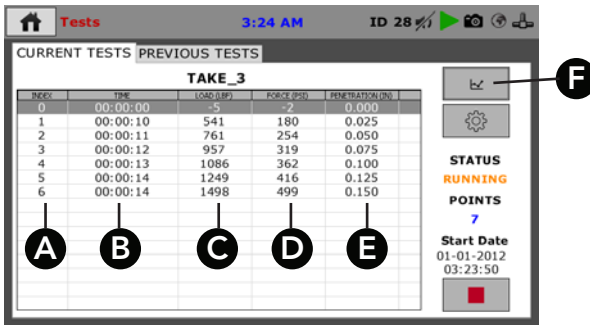 Tests 3:24 AM ID 28
CURRENT TESTS PREVIOUS TESTS
TAKE_3
INDEX TIME LOAD (LBF) FORCE (PSI) PENETRATION (IN)
0 00:00:00 -5 -2 0.000
1 00:00:10 541 180 0.025
2 00:00:11 761 254 0.050
3 00:00:12 957 319 0.075
4 00:00:13 1086 362 0.100
5 00:00:14 1249 416 0.125
6 00:00:14 1498 499 0.150
A B C D E
F
STATUS
RUNNING
POINTS
7
Start Date
01-01-2012
03:23:50